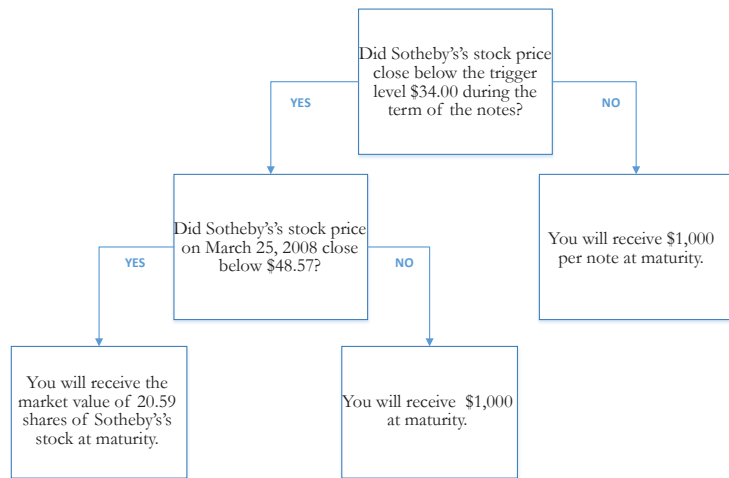 Did Sotheby's's stock price
close below the trigger
level $34.00 during the
term of the notes?
YES
NO
Did Sotheby's's stock price
on March 25, 2008 close
below $48.57?
You will receive $1,000
per note at maturity.
YES
NO
You will receive the
market value of 20.59
shares of Sotheby's's
stock at maturity.
You will receive $1,000
at maturity.